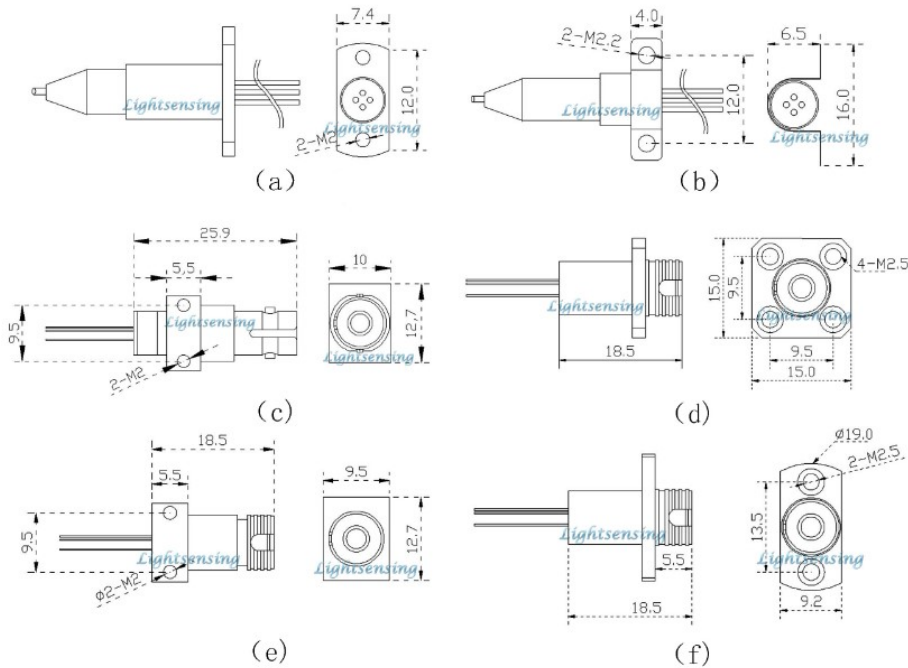 7.4
12.0
2-M2
Lightsensing
Lightsensing
(a)
4.0
2-M2.2
12.0
6.5
16.0
Lightsensing
Lightsensing
(b)
25.9
5,5
9.5
2-M2
10
12.7
Lightsensing
Lightsensing
(c)
18.5
15.0
9.5
4-M2.5
9.5
15.0
Lightsensing
Lightsensing
(d)
18.5
5.5
9.5
ø2-M2
9.5
12.7
Lightsensing
Lightsensing
(e)
5.5
18.5
ø19.0
2-M2.5
13.5
9.2
Lightsensing
Lightsensing
(f)